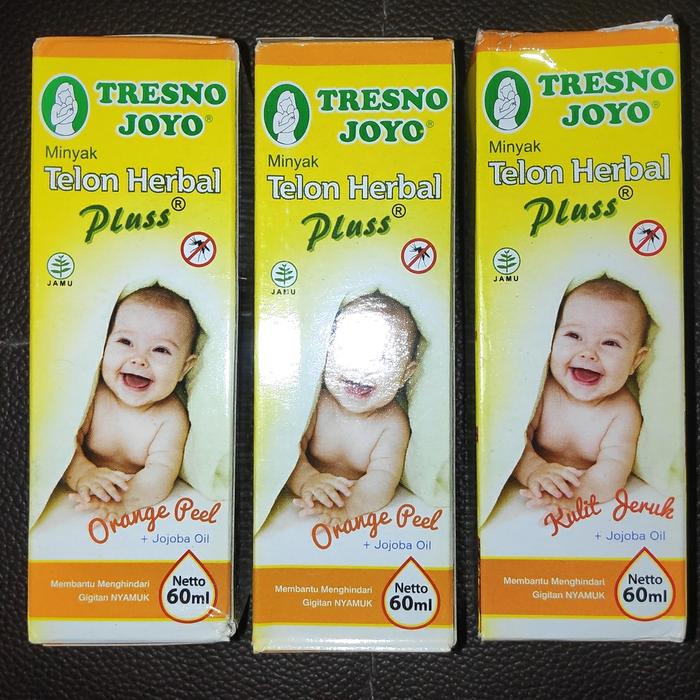 TRESNO
JOYO®
Minyak
Telon Herbal
Pluss®
JAMU
Orange Peel
+ Jojoba Oil
Membantu Menghindari
Gigitan NYAMUK
Netto
60ml
TRESNO
JOYO®
Minyak
Telon Herbal
Pluss®
JAMU
Orange Peel
+ Jojoba Oil
Membantu Menghindari
Gigitan NYAMUK
Netto
60ml
TRESNO
JOYO®
Minyak
Telon Herbal
Pluss®
JAMU
Kulit Jeruk
+ Jojoba Oil
Membantu Menghindari
Gigitan NYAMUK
Netto
60ml